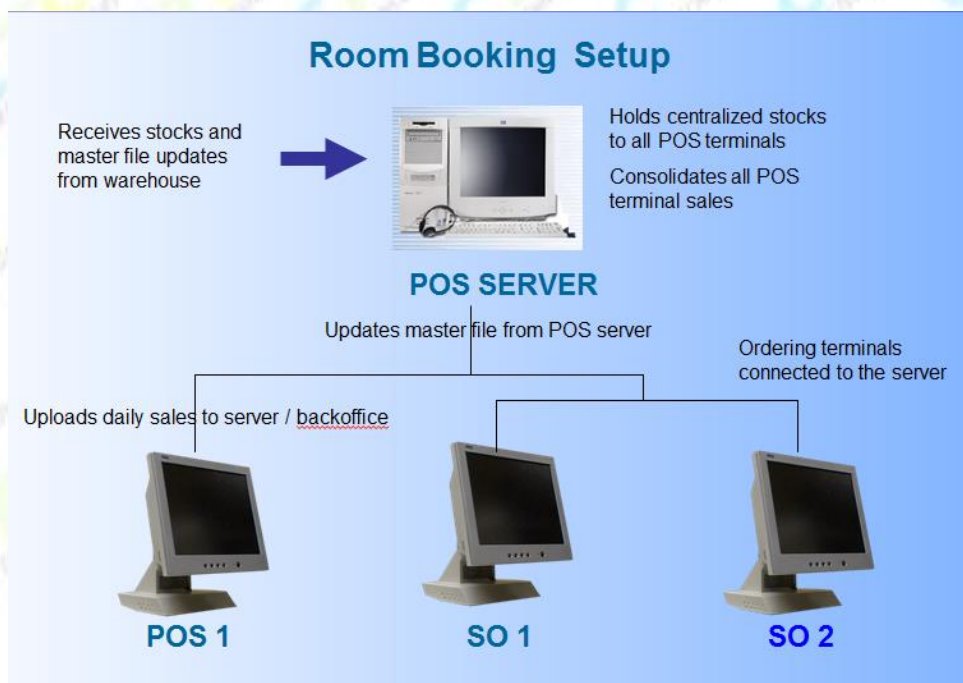 Room Booking Setup
Receives stocks and
master file updates
from warehouse
Holds centralized stocks
to all POS terminals
Consolidates all POS
terminal sales
POS SERVER
Updates master file from POS server
Ordering terminals
connected to the server
Uploads daily sales to server / backoffice
POS 1
SO 1
SO 2